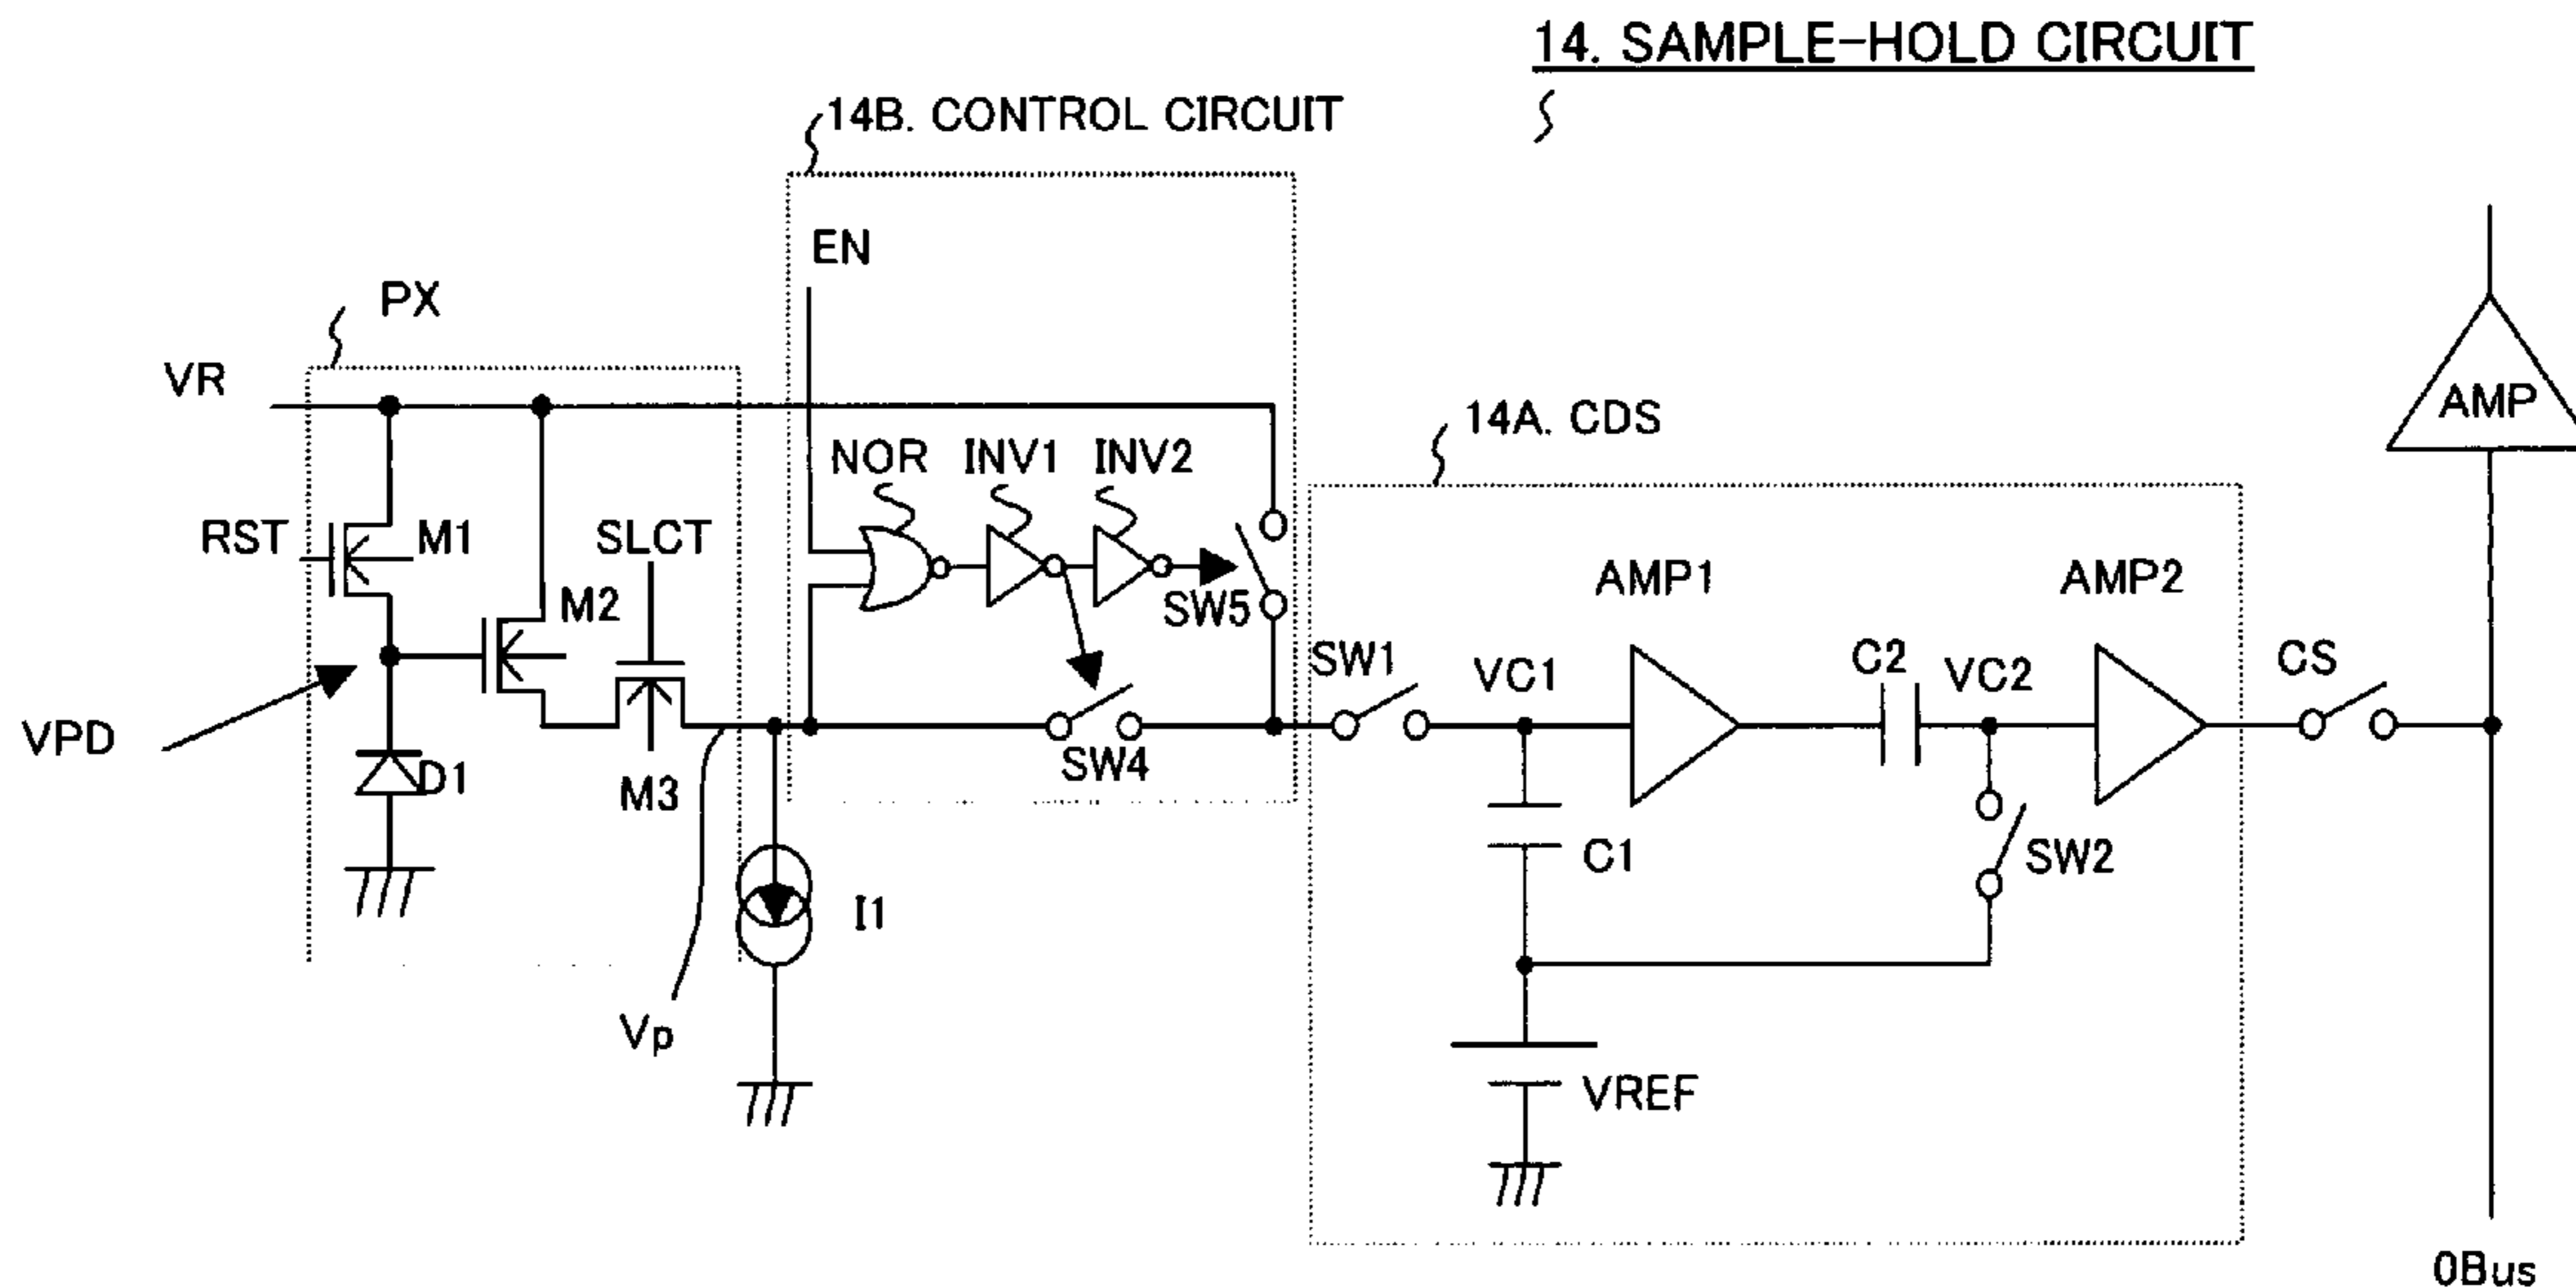 14. SAMPLE-HOLD CIRCUIT
14B. CONTROL CIRCUIT
EN
PX
VR
14A. CDS
AMP
NOR INV1 INV2
RST M1 SLCT
M2
SW5
AMP1 AMP2
SW1 VC1 C2 VC2 CS
VPD
D1 M3 SW4
C1 SW2
I1
Vp
VREF
0Bus